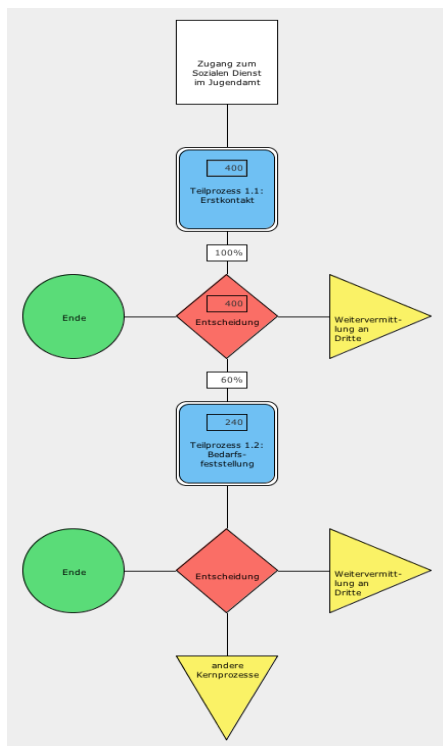 Zugang zum
Sozialen Dienst
im Jugendamt
400
Teilprozess 1.1:
Erstkontakt
100%
Ende
400
Entscheidung
Weitervermitt-
lung an
Dritte
60%
240
Teilprozess 1.2:
Bedarfs-
feststellung
Ende
Entscheidung
Weitervermitt-
lung an
Dritte
andere
Kernprozesse